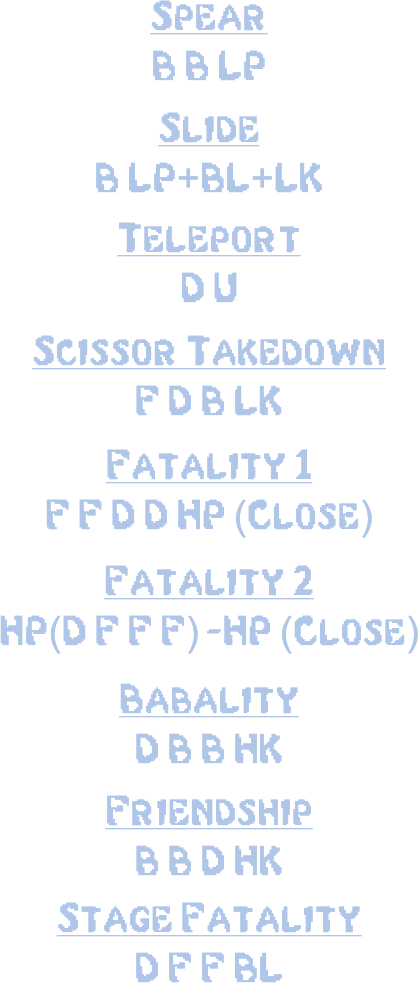 Spear
B B LP
Slide
B LP+BL+LK
Teleport
D U
Scissor Takedown
F D B LK
Fatality 1
F F D D HP (Close)
Fatality 2
HP(D F F F) -HP (Close)
Babality
D B B HK
Friendship
B B D HK
Stage Fatality
D F F BL